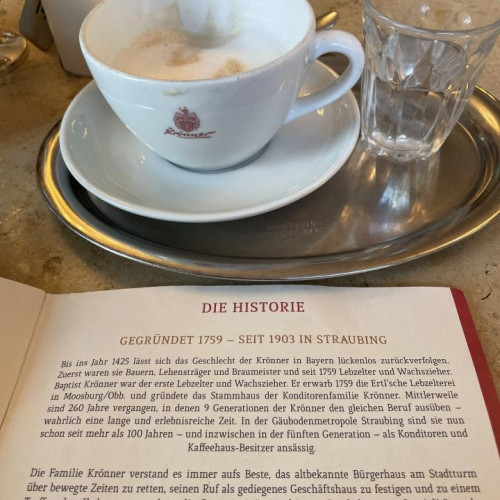 Krönner
DIE HISTORIE
GEGRÜNDET 1759 – SEIT 1903 IN STRAUBING
Bis ins Jahr 1425 lässt sich das Geschlecht der Krönner in Bayern lückenlos zurückverfolgen.
Zuerst waren sie Bauern, Lehensträger und Braumeister und seit 1759 Lebzelter und Wachszieher.
Baptist Krönner war der erste Lebzelter und Wachszieher. Er erwarb 1759 die Ertl'sche Lebzelterei
in Moosburg/Obb. und gründete das Stammhaus der Konditorenfamilie Krönner. Mittlerweile
sind 260 Jahre vergangen, in denen 9 Generationen der Krönner den gleichen Beruf ausüben –
wahrlich eine lange und erlebnisreiche Zeit. In der Gäubodenmetropole Straubing sind sie nun
schon seit mehr als 100 Jahren – und inzwischen in der fünften Generation – als Konditoren und
Kaffeehaus-Besitzer ansässig.
Die Familie Krönner verstand es immer aufs Beste, das altbekannte Bürgerhaus am Stadtturm
über bewegte Zeiten zu retten, seinen Ruf als gediegenes Geschäftshaus zu festigen und zu einem